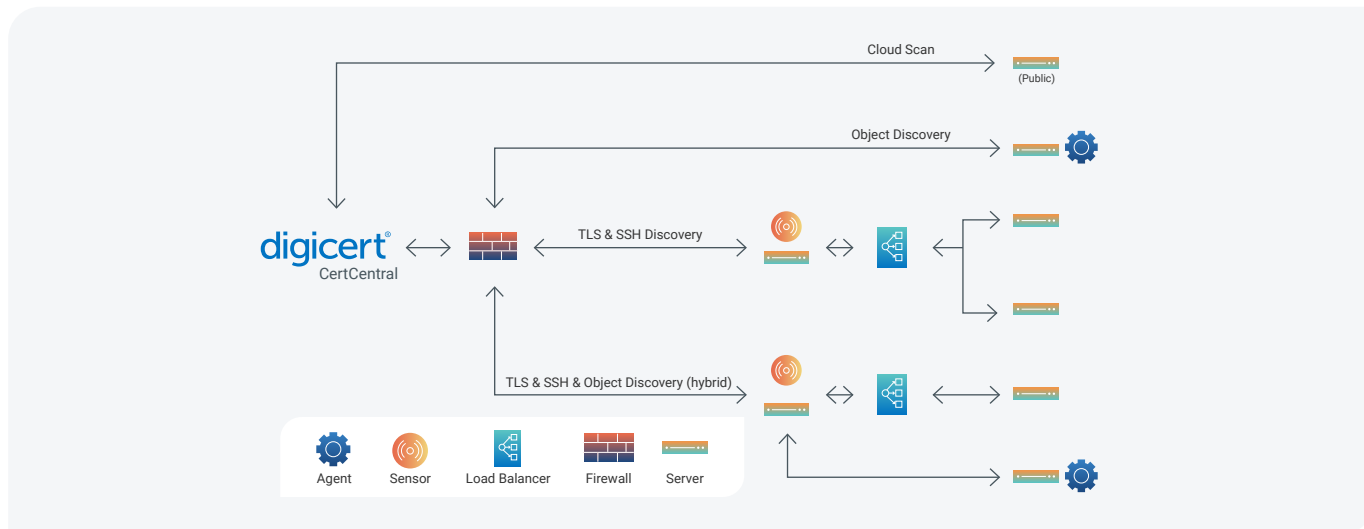 Cloud Scan
(Public)
Object Discovery
TLS & SSH Discovery
digicert®
CertCentral
TLS & SSH & Object Discovery (hybrid)
Agent
Sensor
Load Balancer
Firewall
Server